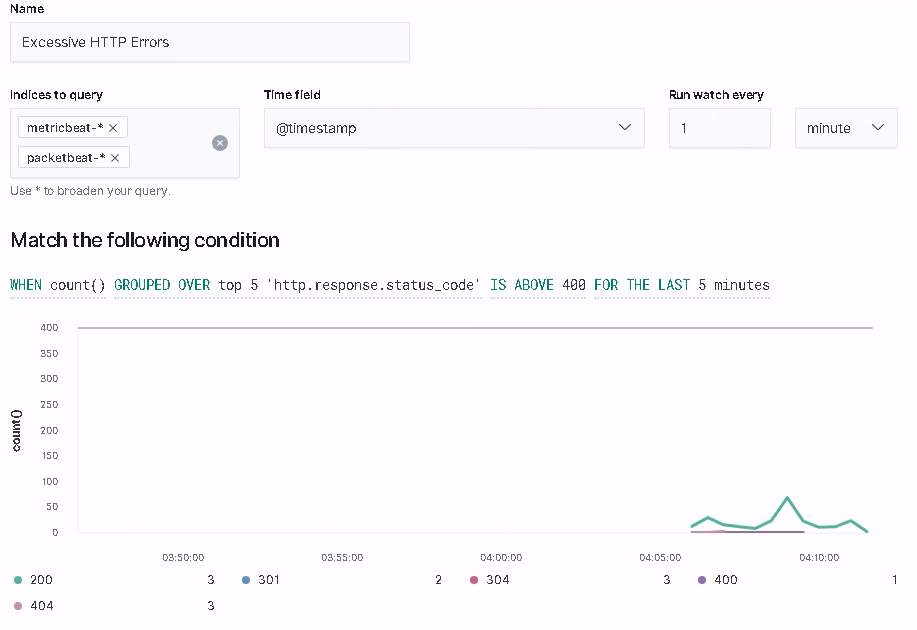 Name
Excessive HTTP Errors
Indices to query
Time field
Run watch every
metricbeat-*
packetbeat-*
@timestamp
1
minute
Use * to broaden your query.
Match the following condition
WHEN count() GROUPED OVER top 5 'http.response.status_code' IS ABOVE 400 FOR THE LAST 5 minutes
400
350
300
250
200
150
100
50
0
count()
03:50:00 03:55:00 04:00:00 04:05:00 04:10:00
200 3 301 2 304 3 400 1
404 3